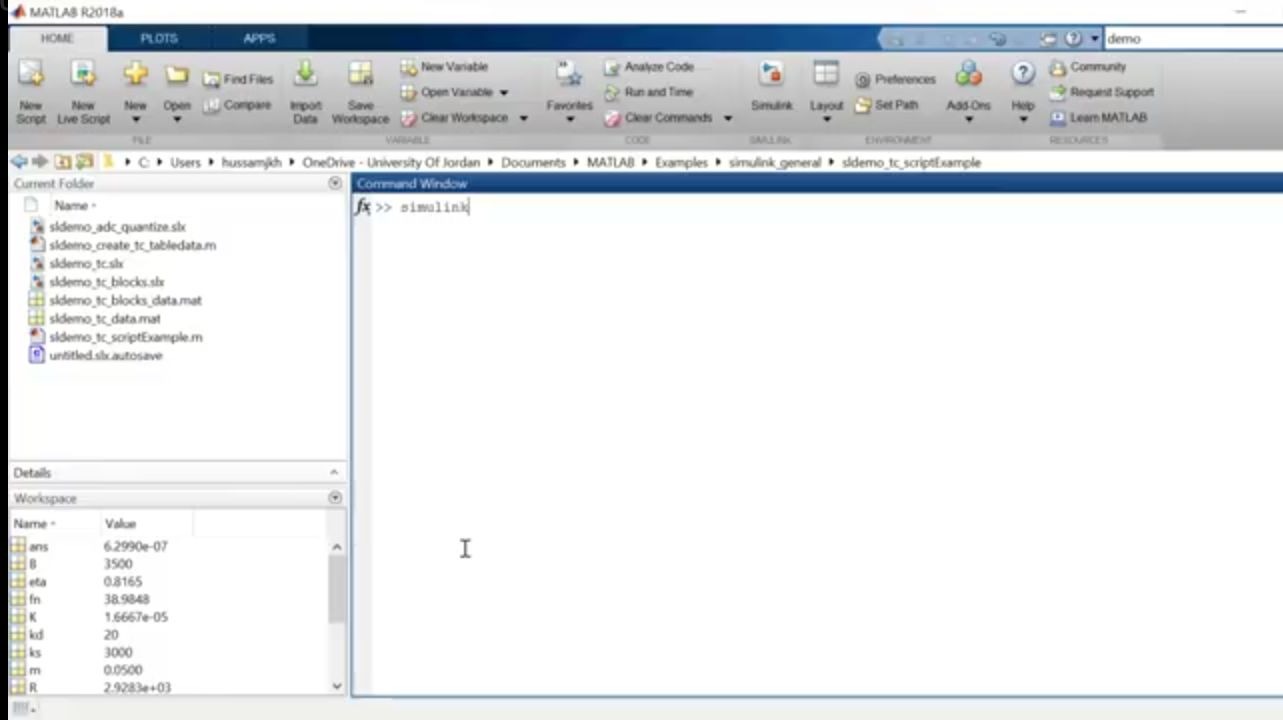 MATLAB R2018a
HOME PLOTS APPS
demo
New Script
New Live Script
New
Open
Find Files
Compare
Import Data
Save Workspace
New Variable
Open Variable
Clear Workspace
Favorites
Analyze Code
Run and Time
Clear Commands
Simulink
Layout
Preferences
Set Path
Add-Ons
Help
Community
Request Support
Learn MATLAB
FILE VARIABLE CODE SIMULINK ENVIRONMENT RESOURCES
C: Users hussamjkh OneDrive - University Of Jordan Documents MATLAB Examples simulink_general sldemo_tc_scriptExample
Current Folder
Name
sldemo_adc_quantize.slx
sldemo_create_tc_tabledata.m
sldemo_tc.slx
sldemo_tc_blocks.slx
sldemo_tc_blocks_data.mat
sldemo_tc_data.mat
sldemo_tc_scriptExample.m
untitled.slx.autosave
Details
Workspace
Name Value
ans 6.2990e-07
B 3500
eta 0.8165
fn 38.9848
K 1.6667e-05
kd 20
ks 3000
m 0.0500
R 2.9283e+03
Command Window
fx >> simulink